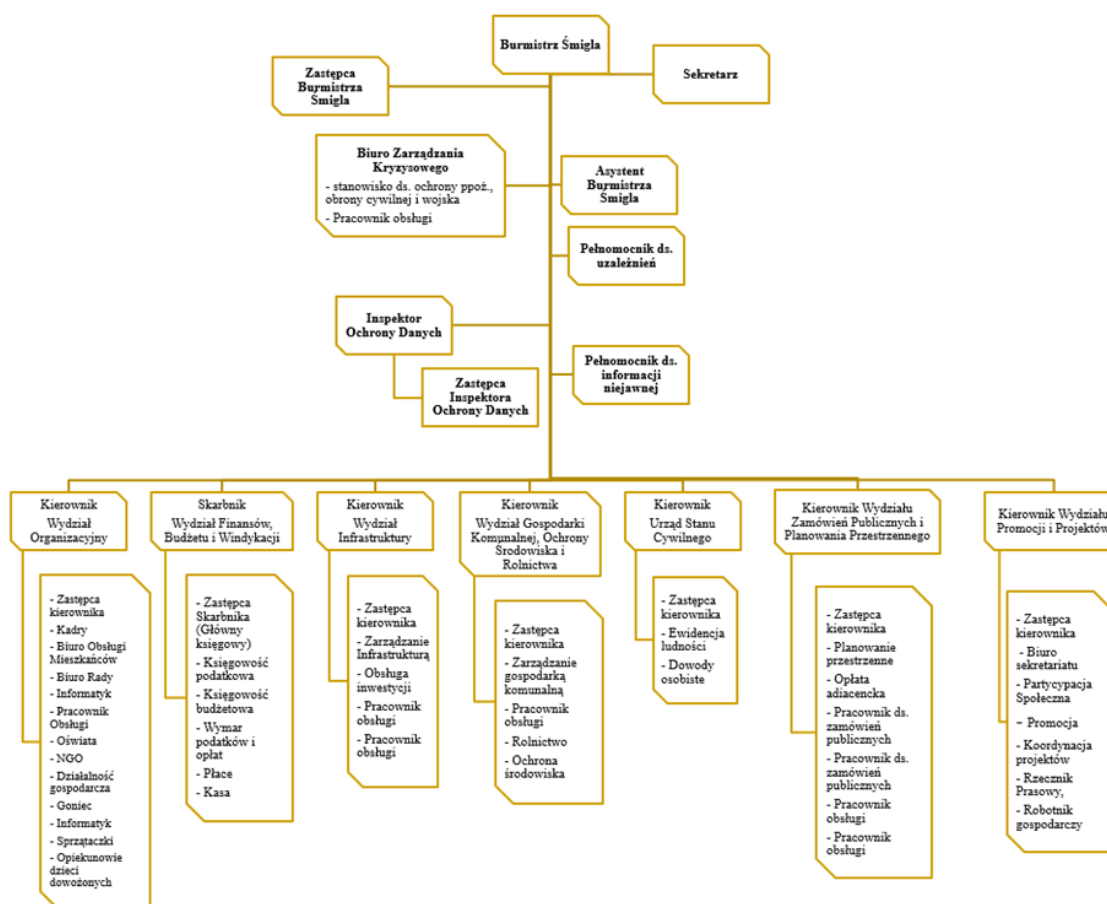 Burmistrz Śmigla
Sekretarz
Zastępca
Burmistrza
Śmigla
Biuro Zarządzania
Kryzysowego
- stanowisko ds. ochrony ppoż.,
obrony cywilnej i wojska
- Pracownik obsługi
Asystent
Burmistrza
Śmigla
Pełnomocnik ds.
uzależnień
Inspektor
Ochrony Danych
Zastępca
Inspektora
Ochrony Danych
Pełnomocnik ds.
informacji
niejawnej
Kierownik
Wydział
Organizacyjny
- Zastępca
kierownika
- Kadry
- Biuro Obsługi
Mieszkańców
- Biuro Rady
- Informatyk
- Pracownik
Obsługi
- Oświata
- NGO
- Działalność
gospodarcza
- Goniec
- Informatyk
- Sprzątaczki
- Opiekunowie
dzieci
dowożonych
Skarbnik
Wydział Finansów,
Budżetu i Windykacji
- Zastępca
Skarbnika
(Główny
księgowy)
- Księgowość
podatkowa
- Księgowość
budżetowa
- Wymar
podatków i
opłat
- Płace
- Kasa
Kierownik
Wydział
Infrastruktury
- Zastępca
kierownika
- Zarządzanie
Infrastrukturą
- Obsługa
inwestycji
- Pracownik
obsługi
- Pracownik
obsługi
Kierownik
Wydział Gospodarki
Komunalnej, Ochrony
Środowiska i
Rolnictwa
- Zastępca
kierownika
- Zarządzanie
gospodarką
komunalną
- Pracownik
obsługi
- Rolnictwo
- Ochrona
środowiska
Kierownik
Urząd Stanu
Cywilnego
- Zastępca
kierownika
- Ewidencja
ludności
- Dowody
osobiste
Kierownik Wydziału
Zamówień Publicznych i
Planowania Przestrzennego
- Zastępca
kierownika
- Planowanie
przestrzenne
- Opłata
adiacencka
- Pracownik ds.
zamówień
publicznych
- Pracownik ds.
zamówień
publicznych
- Pracownik
obsługi
- Pracownik
obsługi
Kierownik Wydziału
Promocji i Projektów
- Zastępca
kierownika
- Biuro
sekretariatu
- Partycypacja
Społeczna
– Promocja
- Koordynacja
projektów
- Rzecznik
Prasowy,
- Robotnik
gospodarczy